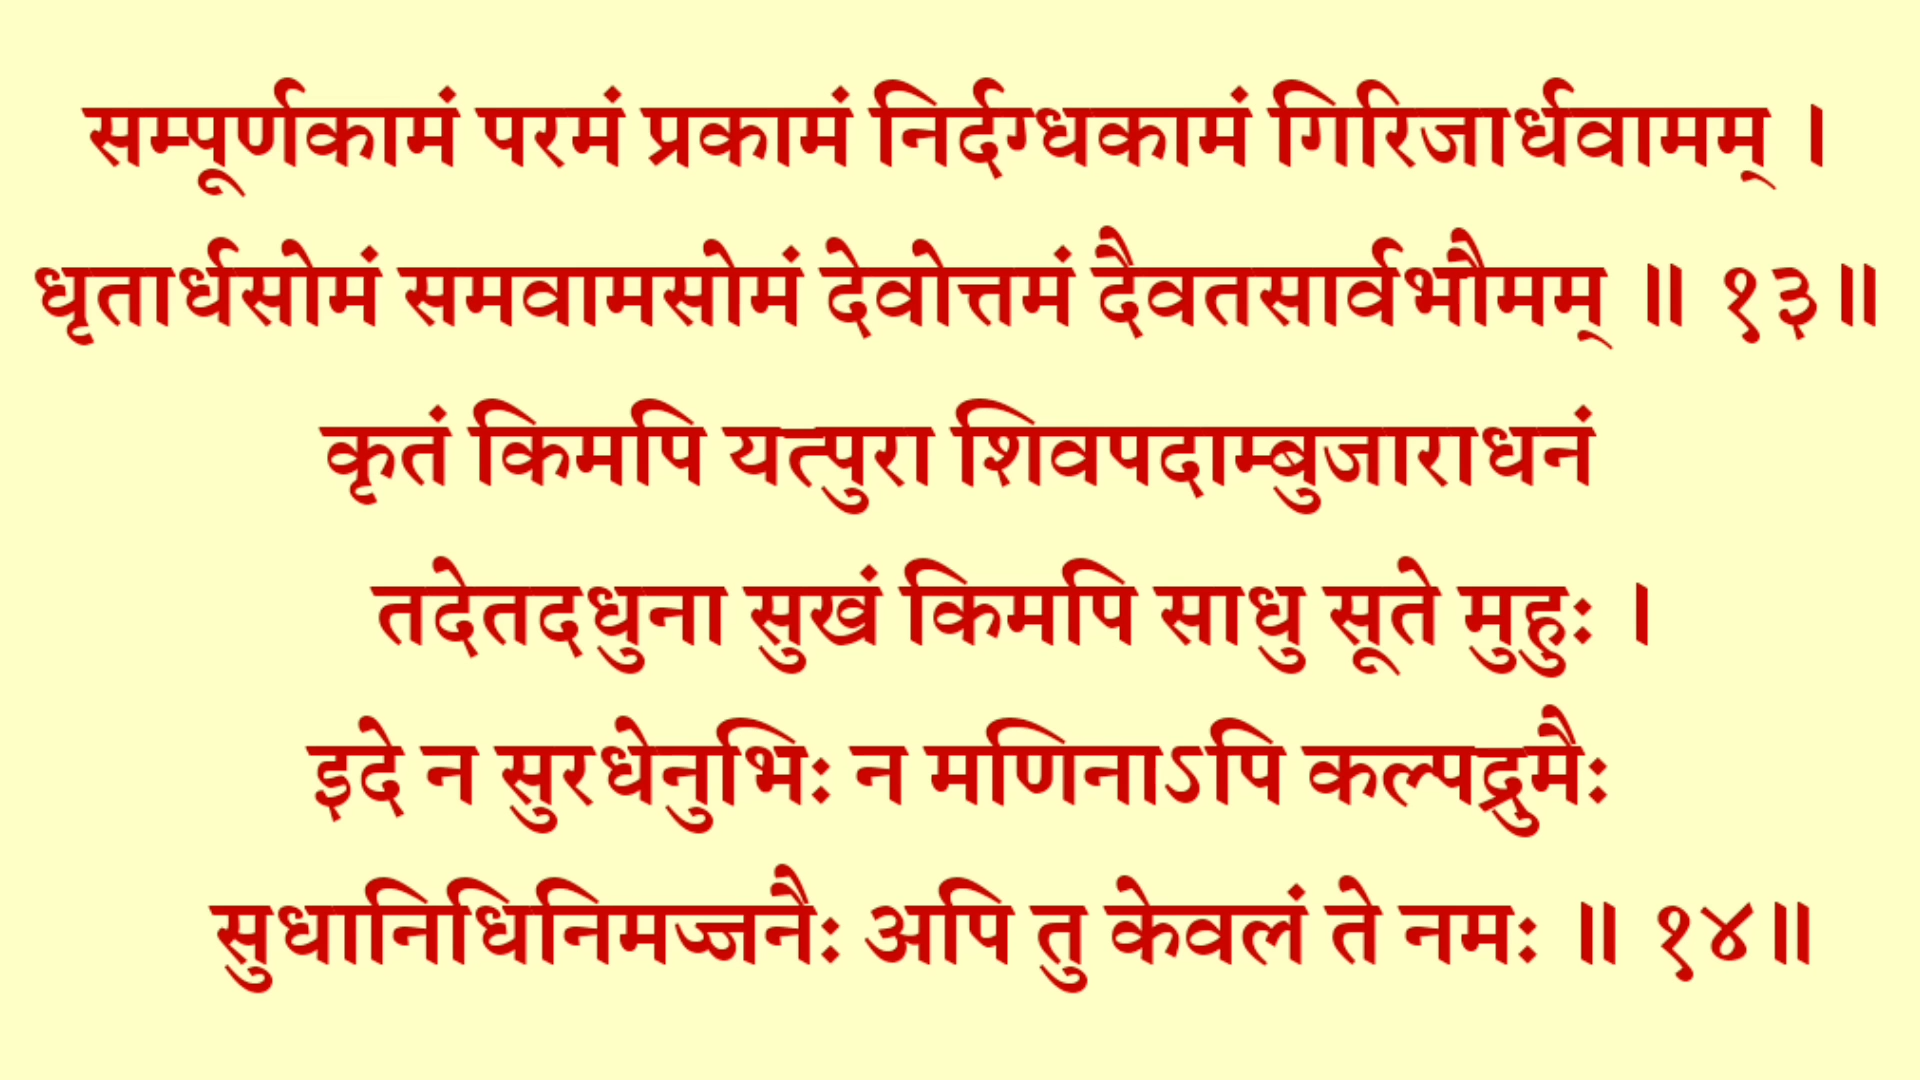 सम्पूर्णकामं परमं प्रकामं निर्दग्धकामं गिरिजार्धवामम् ।
धृतार्धसोमं समवामसोमं देवोत्तमं दैवतसार्वभौमम् ॥ १३॥
कृतं किमपि यत्पुरा शिवपदाम्बुजाराधनं
तदेतदधुना सुखं किमपि साधु सूते मुहुः ।
इदे न सुरधेनुभिः न मणिनाऽपि कल्पद्रुमैः
सुधानिधिनिमज्जनैः अपि तु केवलं ते नमः ॥ १४॥